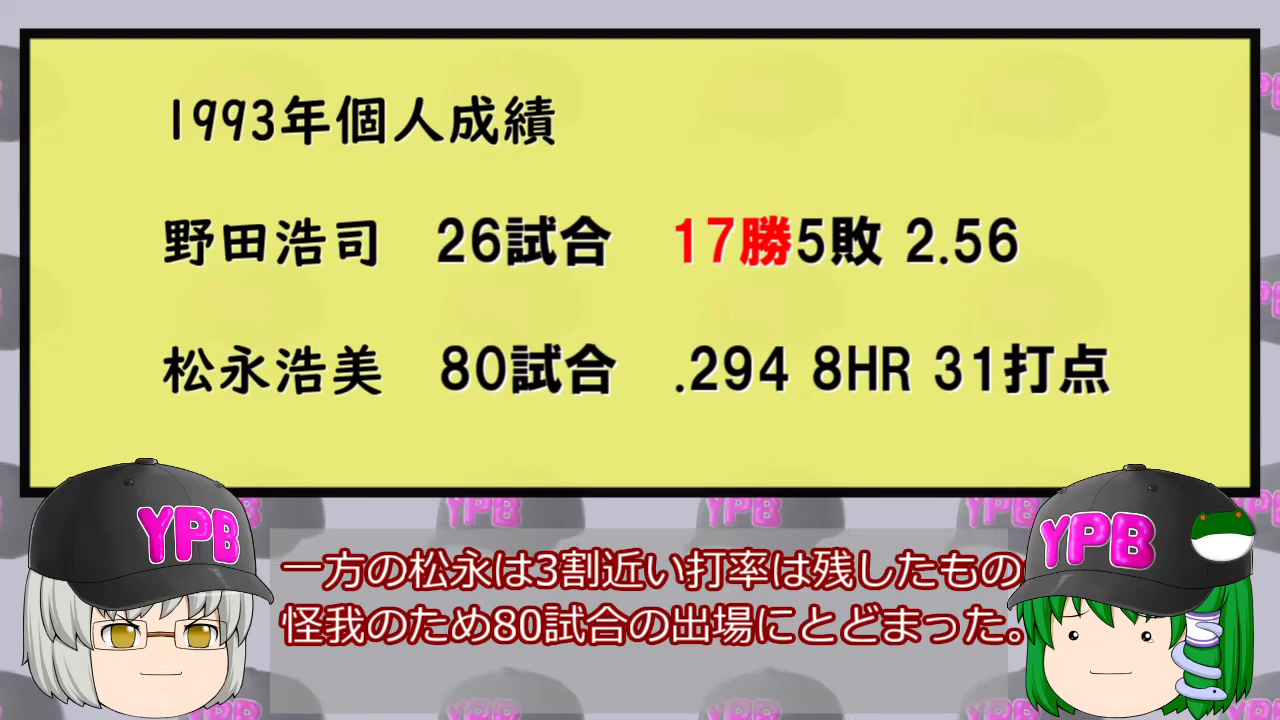 1993年個人成績
野田浩司 26試合 17勝5敗 2.56
松永浩美 80試合 .294 8HR 31打点
YPB
YPB
一方の松永は3割近い打率は残したもの
怪我のため80試合の出場にとどまった。